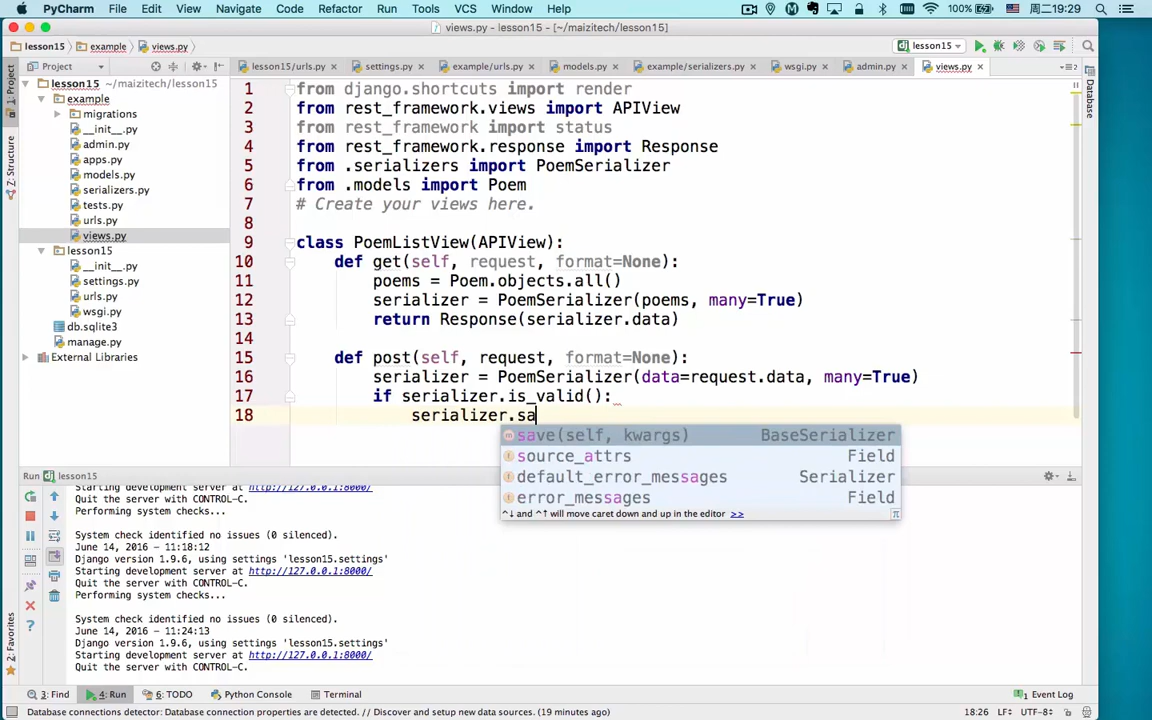 PyCharm File Edit View Navigate Code Refactor Run Tools VCS Window Help 100% 周二19:29
views.py - lesson15 - [~/maizitech/lesson15]
lesson15 example views.py lesson15
Project lesson15/urls.py settings.py example/urls.py models.py example/serializers.py wsgi.py admin.py views.py
1: Project
Z: Structure
2: Favorites
Database
lesson15 ~/maizitech/lesson15
example
migrations
__init__.py
admin.py
apps.py
models.py
serializers.py
tests.py
urls.py
views.py
lesson15
__init__.py
settings.py
urls.py
wsgi.py
db.sqlite3
manage.py
External Libraries
1 from django.shortcuts import render
2 from rest_framework.views import APIView
3 from rest_framework import status
4 from rest_framework.response import Response
5 from .serializers import PoemSerializer
6 from .models import Poem
7 # Create your views here.
8
9 class PoemListView(APIView):
10 def get(self, request, format=None):
11 poems = Poem.objects.all()
12 serializer = PoemSerializer(poems, many=True)
13 return Response(serializer.data)
14
15 def post(self, request, format=None):
16 serializer = PoemSerializer(data=request.data, many=True)
17 if serializer.is_valid():
18 serializer.sa
save(self, kwargs) BaseSerializer
source_attrs Field
default_error_messages Serializer
error_messages Field
^↓ and ^↑ will move caret down and up in the editor >> π
Run lesson15
Starting development server at http://127.0.0.1:8000/
Quit the server with CONTROL-C.
Performing system checks...
System check identified no issues (0 silenced).
June 14, 2016 - 11:18:12
Django version 1.9.6, using settings 'lesson15.settings'
Starting development server at http://127.0.0.1:8000/
Quit the server with CONTROL-C.
Performing system checks...
System check identified no issues (0 silenced).
June 14, 2016 - 11:24:13
Django version 1.9.6, using settings 'lesson15.settings'
Starting development server at http://127.0.0.1:8000/
Quit the server with CONTROL-C.
3: Find 4: Run 6: TODO Python Console Terminal 1 Event Log
Database connections detector: Database connection properties are detected. // Discover and setup new data sources. (19 minutes ago) 18:26 LF÷ UTF-8÷